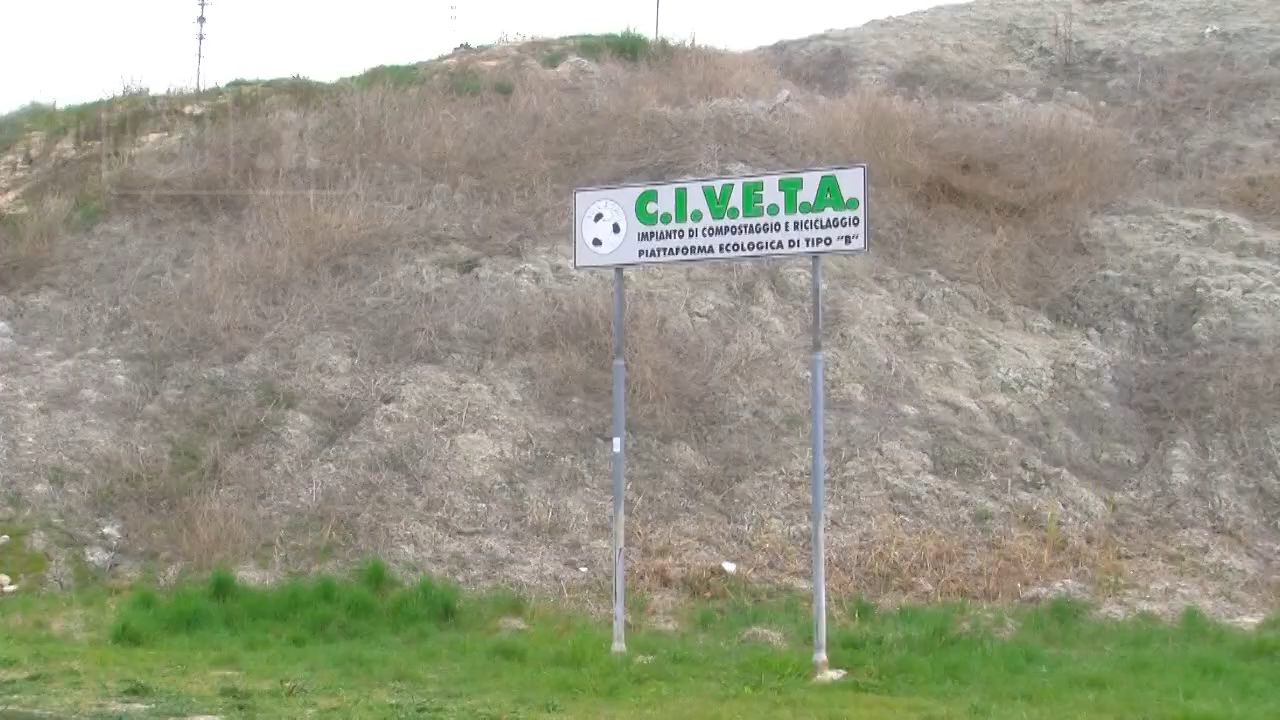 C.I.V.E.T.A.
IMPIANTO DI COMPOSTAGGIO E RICICLAGGIO
PIATTAFORMA ECOLOGICA DI TIPO "B"